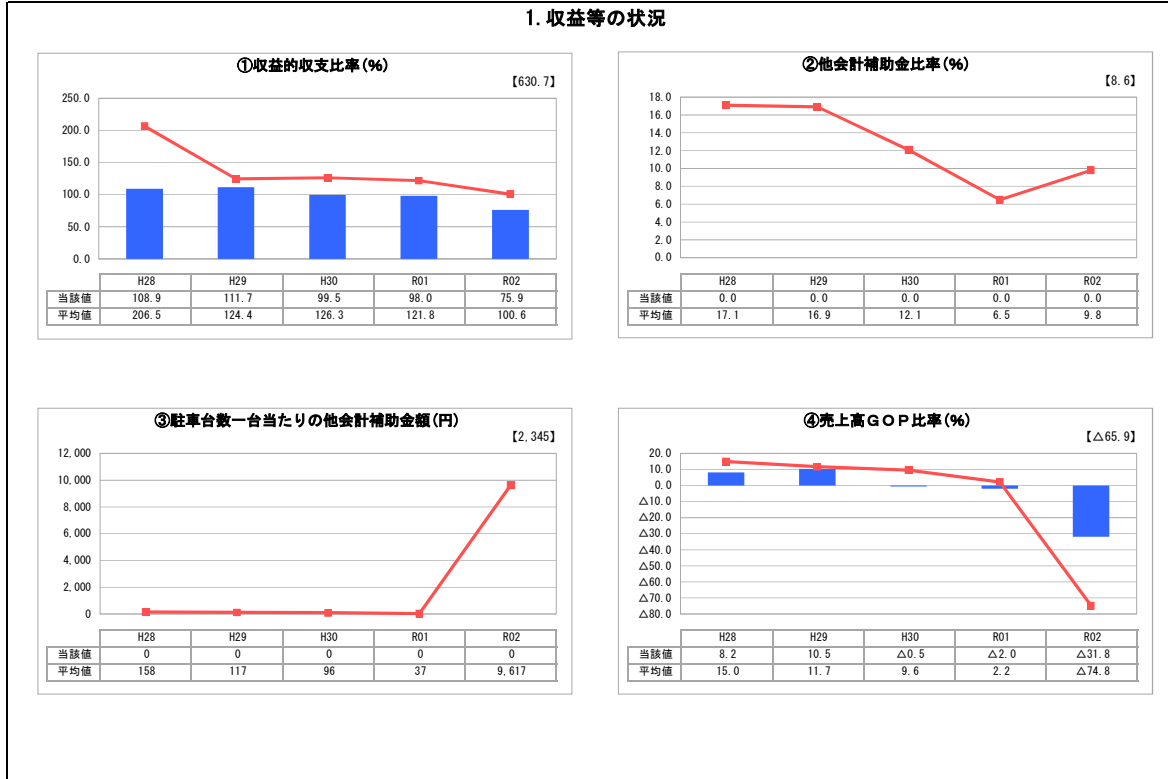 1. 収益等の状況
①収益的収支比率(%)
【630.7】
250.0
200.0
150.0
100.0
50.0
0.0
H28 H29 H30 R01 R02
当該値 108.9 111.7 99.5 98.0 75.9
平均値 206.5 124.4 126.3 121.8 100.6
②他会計補助金比率(%)
【8.6】
18.0
16.0
14.0
12.0
10.0
8.0
6.0
4.0
2.0
0.0
H28 H29 H30 R01 R02
当該値 0.0 0.0 0.0 0.0 0.0
平均値 17.1 16.9 12.1 6.5 9.8
③駐車台数一台当たりの他会計補助金額(円)
【2,345】
12,000
10,000
8,000
6,000
4,000
2,000
0
H28 H29 H30 R01 R02
当該値 0 0 0 0 0
平均値 158 117 96 37 9,617
④売上高GOP比率(%)
【△65.9】
20.0
10.0
0.0
△10.0
△20.0
△30.0
△40.0
△50.0
△60.0
△70.0
△80.0
H28 H29 H30 R01 R02
当該値 8.2 10.5 △0.5 △2.0 △31.8
平均値 15.0 11.7 9.6 2.2 △74.8